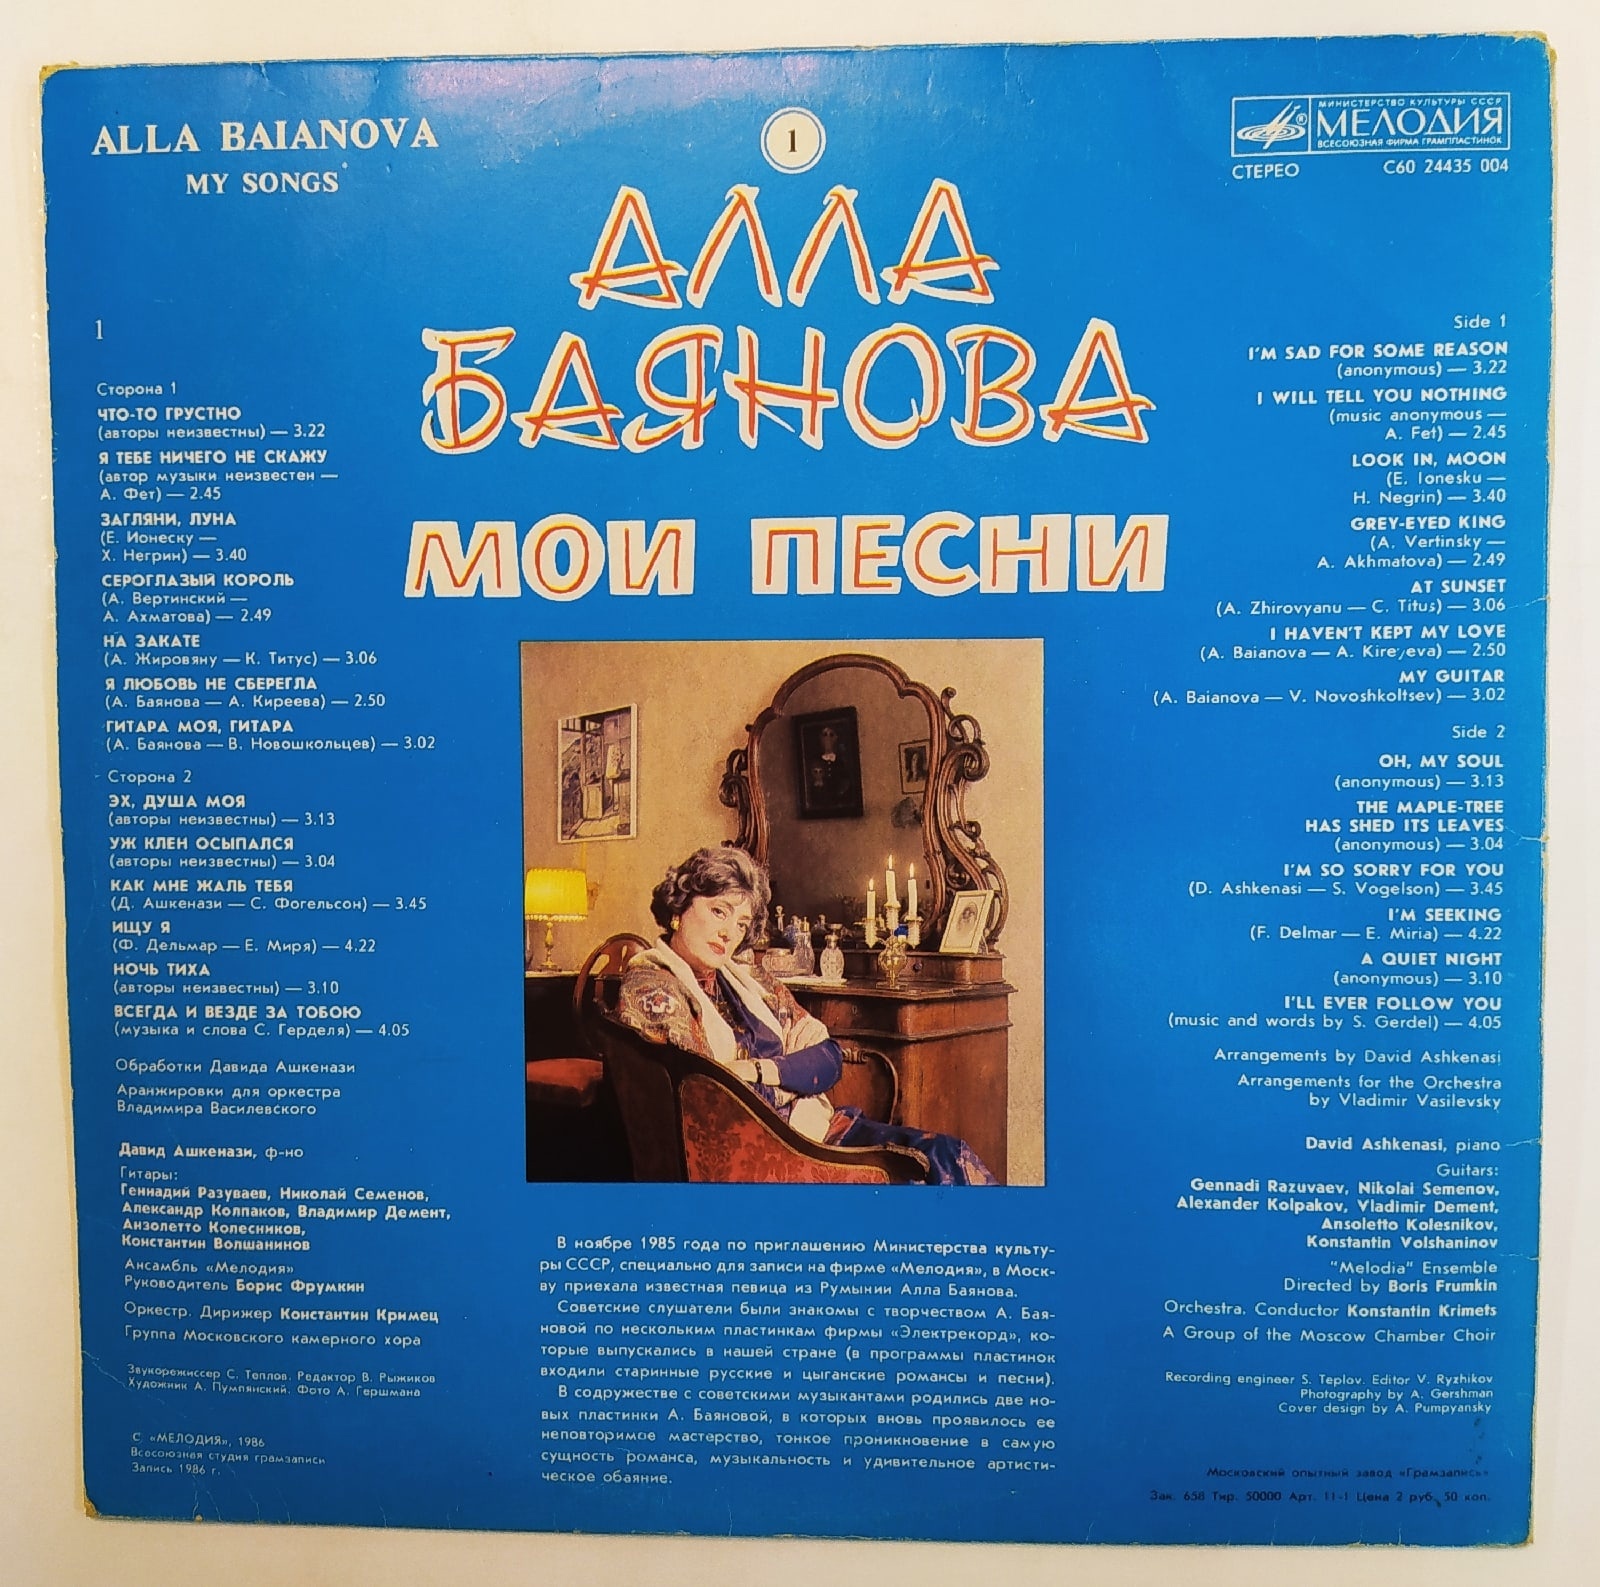 ALLA BAIANOVA
MY SONGS
1
МИНИСТЕРСТВО КУЛЬТУРЫ СССР
МЕЛОДИЯ
ВСЕСОЮЗНАЯ ФИРМА ГРАМПЛАСТИНОК
СТЕРЕО С60 24435 004
АЛЛА
БАЯНОВА
МОИ ПЕСНИ
1
Сторона 1
ЧТО-ТО ГРУСТНО
(авторы неизвестны) — 3.22
Я ТЕБЕ НИЧЕГО НЕ СКАЖУ
(автор музыки неизвестен —
А. Фет) — 2.45
ЗАГЛЯНИ, ЛУНА
(Е. Ионеску —
Х. Негрин) — 3.40
СЕРОГЛАЗЫЙ КОРОЛЬ
(А. Вертинский —
А. Ахматова) — 2.49
НА ЗАКАТЕ
(А. Жировяну — К. Титус) — 3.06
Я ЛЮБОВЬ НЕ СБЕРЕГЛА
(А. Баянова — А. Киреева) — 2.50
ГИТАРА МОЯ, ГИТАРА
(А. Баянова — В. Новошкольцев) — 3.02
Сторона 2
ЭХ, ДУША МОЯ
(авторы неизвестны) — 3.13
УЖ КЛЕН ОСЫПАЛСЯ
(авторы неизвестны) — 3.04
КАК МНЕ ЖАЛЬ ТЕБЯ
(Д. Ашкенази — С. Фогельсон) — 3.45
ИЩУ Я
(Ф. Дельмар — Е. Миря) — 4.22
НОЧЬ ТИХА
(авторы неизвестны) — 3.10
ВСЕГДА И ВЕЗДЕ ЗА ТОБОЮ
(музыка и слова С. Герделя) — 4.05
Обработки Давида Ашкенази
Аранжировки для оркестра
Владимира Василевского
Давид Ашкенази, ф-но
Гитары:
Геннадий Разуваев, Николай Семенов,
Александр Колпаков, Владимир Демент,
Анзолетто Колесников,
Константин Волшанинов
Ансамбль «Мелодия»
Руководитель Борис Фрумкин
Оркестр. Дирижер Константин Кримец
Группа Московского камерного хора
Звукорежиссер С. Теплов. Редактор В. Рыжиков
Художник А. Пумпянский. Фото А. Гершмана
С «МЕЛОДИЯ», 1986
Всесоюзная студия грамзаписи
Запись 1986 г.
В ноябре 1985 года по приглашению Министерства культу-
ры СССР, специально для записи на фирме «Мелодия», в Моск-
ву приехала известная певица из Румынии Алла Баянова.
Советские слушатели были знакомы с творчеством А. Бая-
новой по нескольким пластинкам фирмы «Электрекорд», ко-
торые выпускались в нашей стране (в программы пластинок
входили старинные русские и цыганские романсы и песни).
В содружестве с советскими музыкантами родились две но-
вых пластинки А. Баяновой, в которых вновь проявилось ее
неповторимое мастерство, тонкое проникновение в самую
сущность романса, музыкальность и удивительное артисти-
ческое обаяние.
Side 1
I'M SAD FOR SOME REASON
(anonymous) — 3.22
I WILL TELL YOU NOTHING
(music anonymous —
A. Fet) — 2.45
LOOK IN, MOON
(E. Ionesku —
H. Negrin) — 3.40
GREY-EYED KING
(A. Vertinsky —
A. Akhmatova) — 2.49
AT SUNSET
(A. Zhirovyanu — C. Titus) — 3.06
I HAVEN'T KEPT MY LOVE
(A. Baianova — A. Kireyeva) — 2.50
MY GUITAR
(A. Baianova — V. Novoshkoltsev) — 3.02
Side 2
OH, MY SOUL
(anonymous) — 3.13
THE MAPLE-TREE
HAS SHED ITS LEAVES
(anonymous) — 3.04
I'M SO SORRY FOR YOU
(D. Ashkenasi — S. Vogelson) — 3.45
I'M SEEKING
(F. Delmar — E. Miria) — 4.22
A QUIET NIGHT
(anonymous) — 3.10
I'LL EVER FOLLOW YOU
(music and words by S. Gerdel) — 4.05
Arrangements by David Ashkenasi
Arrangements for the Orchestra
by Vladimir Vasilevsky
David Ashkenasi, piano
Guitars:
Gennadi Razuvaev, Nikolai Semenov,
Alexander Kolpakov, Vladimir Dement,
Ansoletto Kolesnikov,
Konstantin Volshaninov
"Melodia" Ensemble
Directed by Boris Frumkin
Orchestra. Conductor Konstantin Krimets
A Group of the Moscow Chamber Choir
Recording engineer S. Teplov. Editor V. Ryzhikov
Photography by A. Gershman
Cover design by A. Pumpyansky
Московский опытный завод «Грамзапись»
Зак. 658 Тир. 50000 Арт. 11-1 Цена 2 руб. 50 коп.